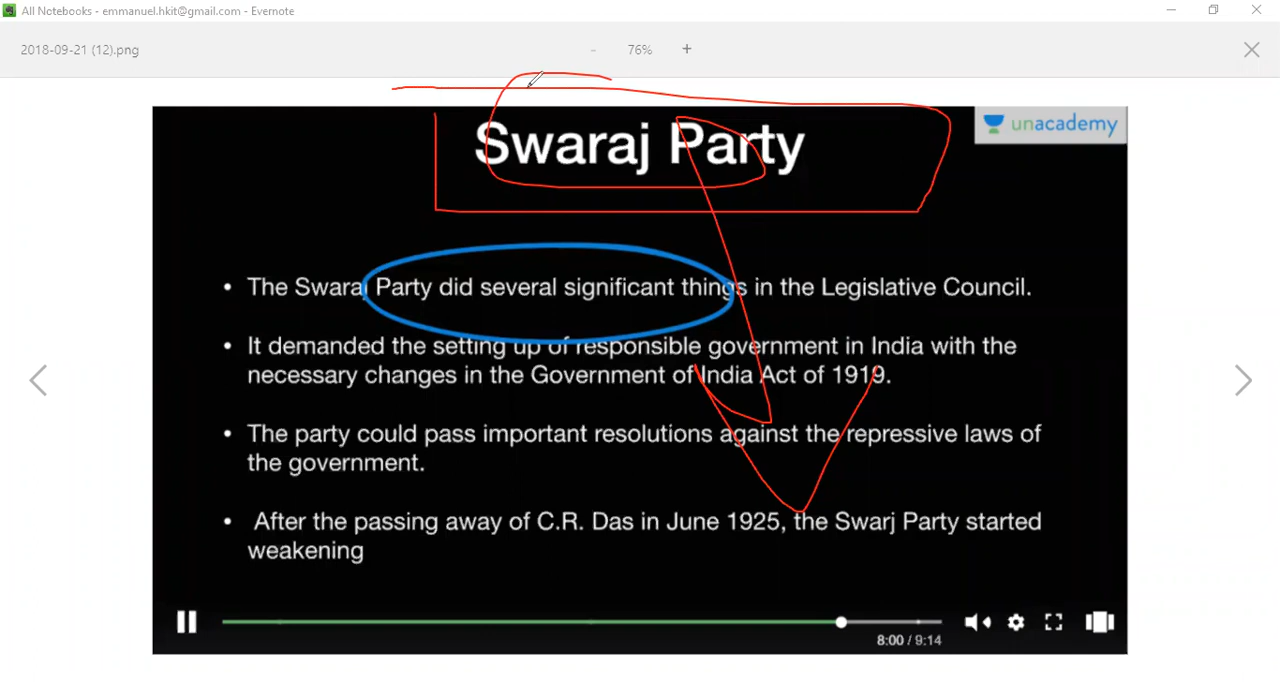 All Notebooks - emmanuel.hkit@gmail.com - Evernote
2018-09-21 (12).png
- 76% +
Swaraj Party
unacademy
• The Swaraj Party did several significant things in the Legislative Council.
• It demanded the setting up of responsible government in India with the
necessary changes in the Government of India Act of 1919.
• The party could pass important resolutions against the repressive laws of
the government.
• After the passing away of C.R. Das in June 1925, the Swarj Party started
weakening
8:00 / 9:14